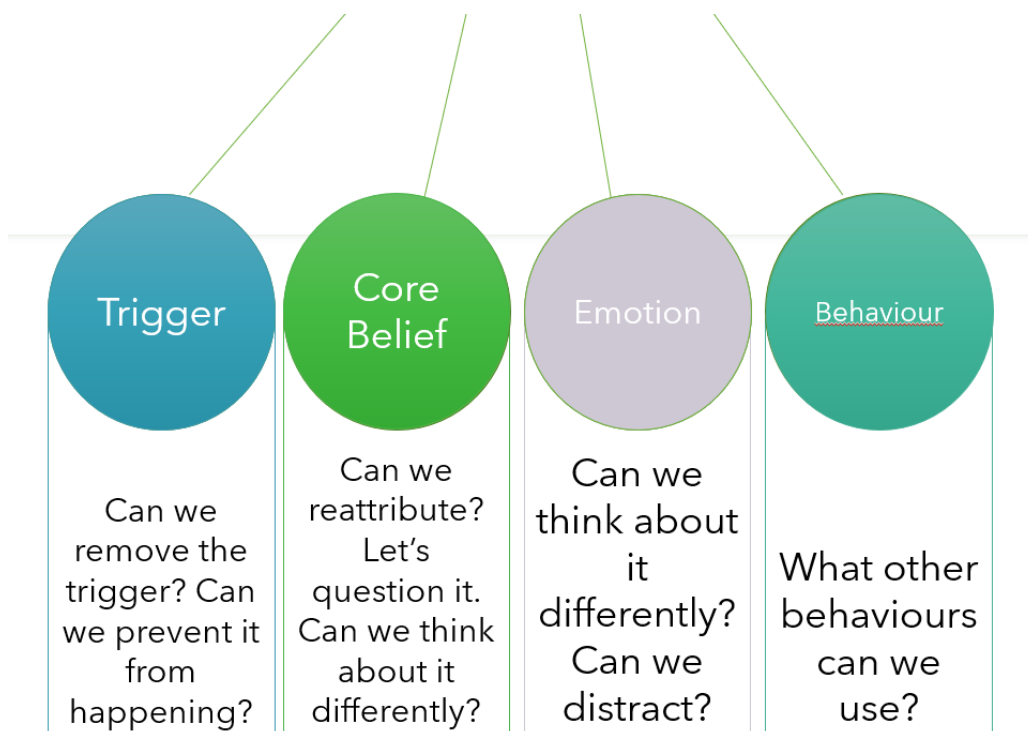 Trigger
Can we
remove the
trigger? Can
we prevent it
from
happening?
Core
Belief
Can we
reattribute?
Let's
question it.
Can we think
about it
differently?
Emotion
Can we
think about
it
differently?
Can we
distract?
Behaviour
What other
behaviours
can we
use?